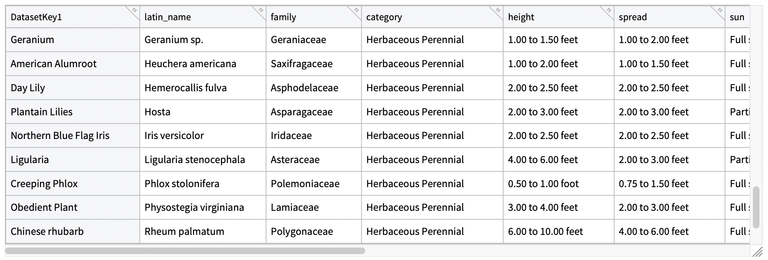 DatasetKey1 latin_name family category height spread sun
Geranium Geranium sp. Geraniaceae Herbaceous Perennial 1.00 to 1.50 feet 1.00 to 2.00 feet Full
American Alumroot Heuchera americana Saxifragaceae Herbaceous Perennial 1.00 to 2.00 feet 1.00 to 1.50 feet Full
Day Lily Hemerocallis fulva Asphodelaceae Herbaceous Perennial 2.00 to 2.50 feet 2.00 to 2.50 feet Full
Plantain Lilies Hosta Asparagaceae Herbaceous Perennial 2.00 to 3.00 feet 2.00 to 3.00 feet Parti
Northern Blue Flag Iris Iris versicolor Iridaceae Herbaceous Perennial 2.00 to 2.50 feet 2.00 to 2.50 feet Full
Ligularia Ligularia stenocephala Asteraceae Herbaceous Perennial 4.00 to 6.00 feet 2.00 to 3.00 feet Parti
Creeping Phlox Phlox stolonifera Polemoniaceae Herbaceous Perennial 0.50 to 1.00 foot 0.75 to 1.50 feet Full
Obedient Plant Physostegia virginiana Lamiaceae Herbaceous Perennial 3.00 to 4.00 feet 2.00 to 3.00 feet Full
Chinese rhubarb Rheum palmatum Polygonaceae Herbaceous Perennial 6.00 to 10.00 feet 4.00 to 6.00 feet Full